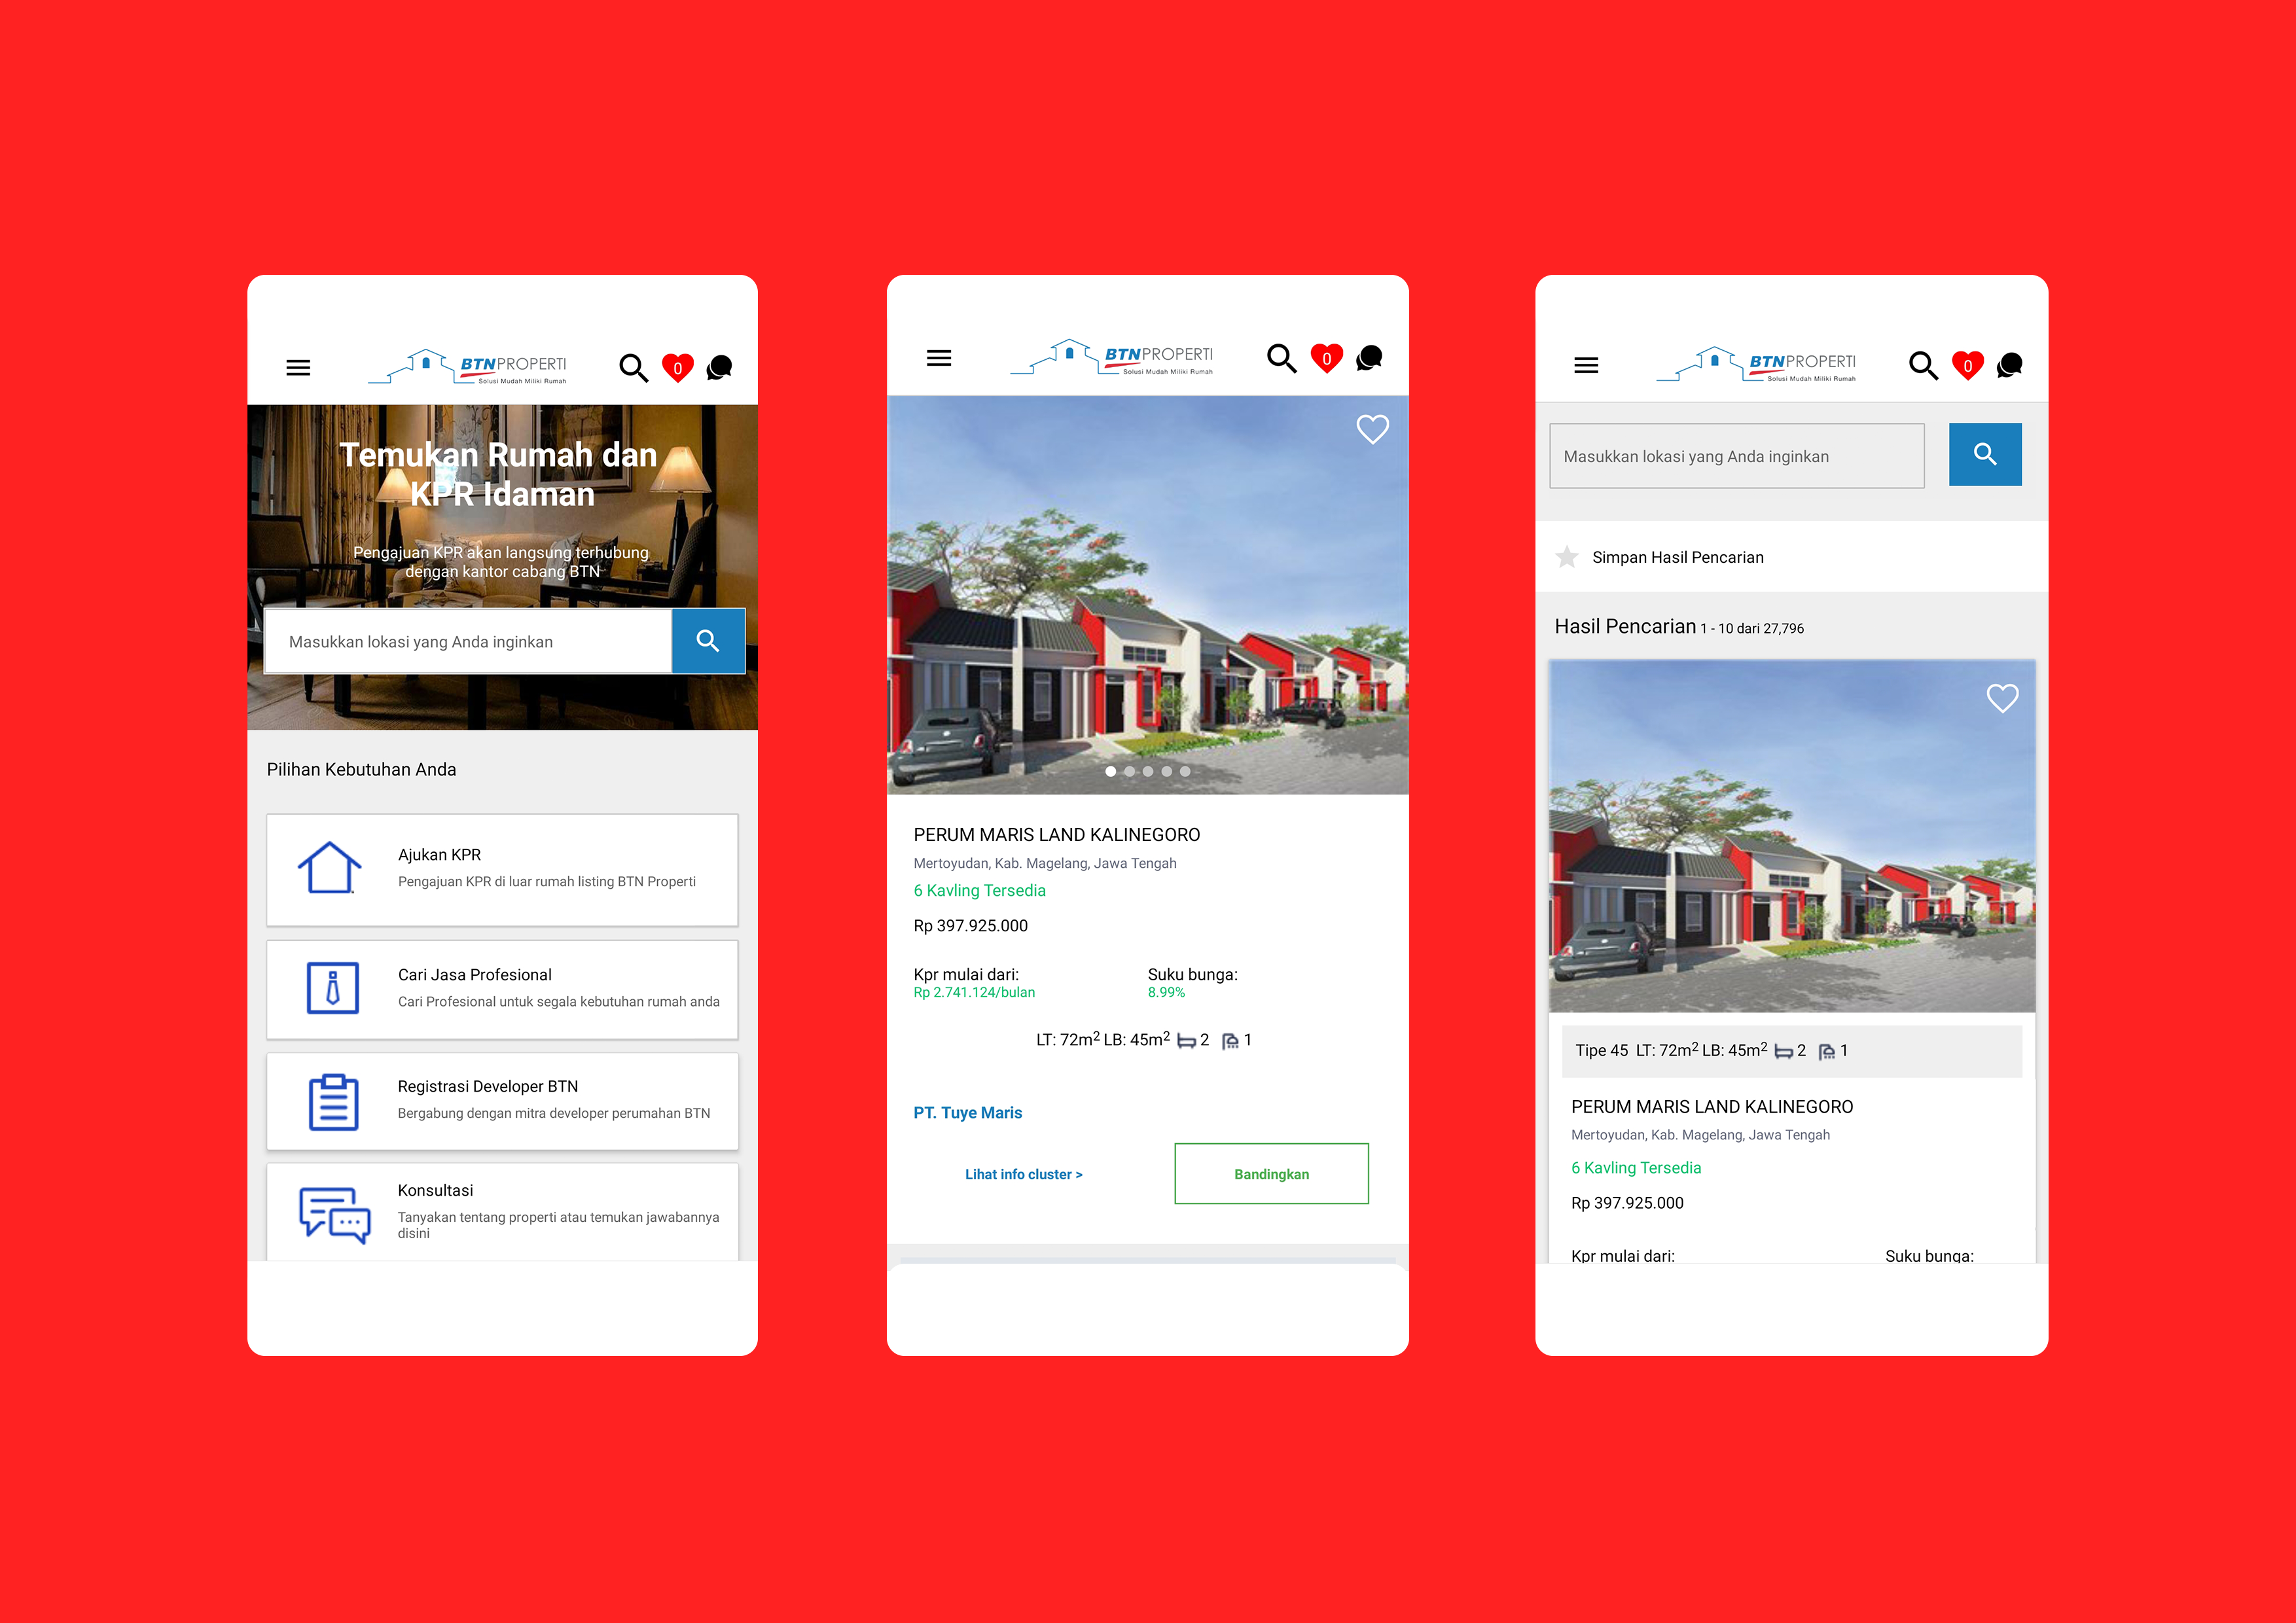 BTNPROPERTI
Solusi Mudah Miliki Rumah
0
Temukan Rumah dan
KPR Idaman
Pengajuan KPR akan langsung terhubung
dengan kantor cabang BTN
Masukkan lokasi yang Anda inginkan
Pilihan Kebutuhan Anda
Ajukan KPR
Pengajuan KPR di luar rumah listing BTN Properti
Cari Jasa Profesional
Cari Profesional untuk segala kebutuhan rumah anda
Registrasi Developer BTN
Bergabung dengan mitra developer perumahan BTN
Konsultasi
Tanyakan tentang properti atau temukan jawabannya
disini
BTNPROPERTI
Solusi Mudah Miliki Rumah
0
PERUM MARIS LAND KALINEGORO
Mertoyudan, Kab. Magelang, Jawa Tengah
6 Kavling Tersedia
Rp 397.925.000
Kpr mulai dari: Suku bunga:
Rp 2.741.124/bulan 8.99%
LT: 72m² LB: 45m² 2 1
PT. Tuye Maris
Lihat info cluster > Bandingkan
BTNPROPERTI
Solusi Mudah Miliki Rumah
0
Masukkan lokasi yang Anda inginkan
Simpan Hasil Pencarian
Hasil Pencarian 1 - 10 dari 27,796
Tipe 45 LT: 72m² LB: 45m² 2 1
PERUM MARIS LAND KALINEGORO
Mertoyudan, Kab. Magelang, Jawa Tengah
6 Kavling Tersedia
Rp 397.925.000
Kpr mulai dari: Suku bunga: